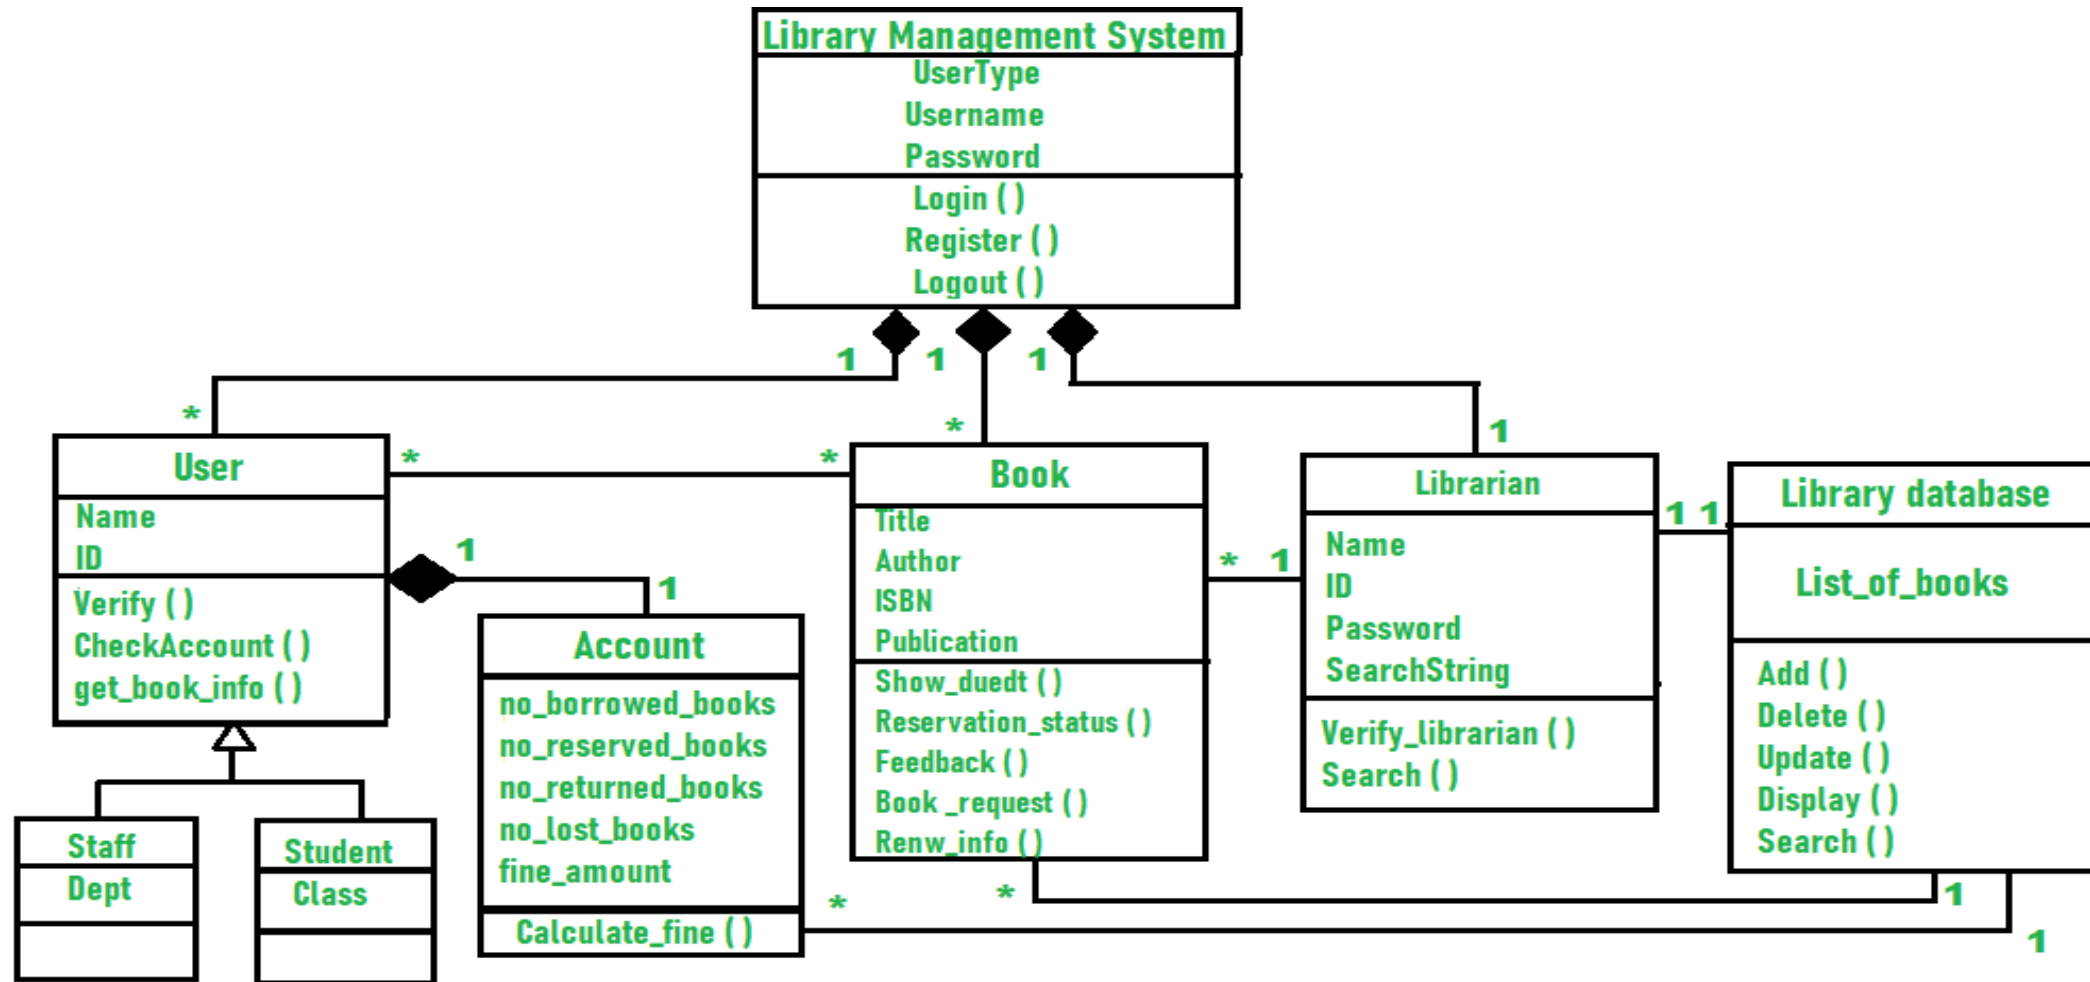 Library Management System
UserType
Username
Password
Login ( )
Register ( )
Logout ( )
1
1
1
*
*
1
User
Name
ID
Verify ( )
CheckAccount ( )
get_book_info ( )
*
*
1
1
Book
Title
Author
ISBN
Publication
Show_duedt ( )
Reservation_status ( )
Feedback ( )
Book _request ( )
Renw_info ( )
*
1
Librarian
Name
ID
Password
SearchString
Verify_librarian ( )
Search ( )
1
1
Library database
List_of_books
Add ( )
Delete ( )
Update ( )
Display ( )
Search ( )
Account
no_borrowed_books
no_reserved_books
no_returned_books
no_lost_books
fine_amount
Calculate_fine ( )
Staff
Dept
Student
Class
*
*
1
1